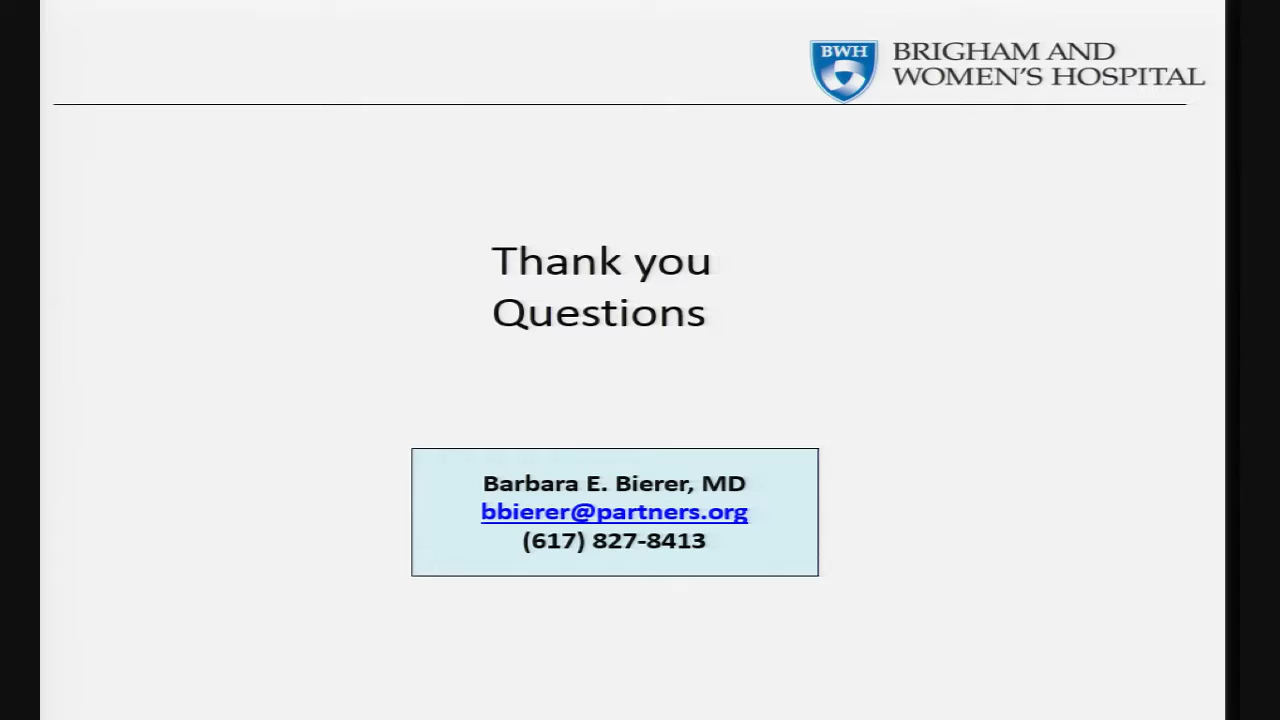 BWH
BRIGHAM AND
WOMEN'S HOSPITAL
Thank you
Questions
Barbara E. Bierer, MD
bbierer@partners.org
(617) 827-8413